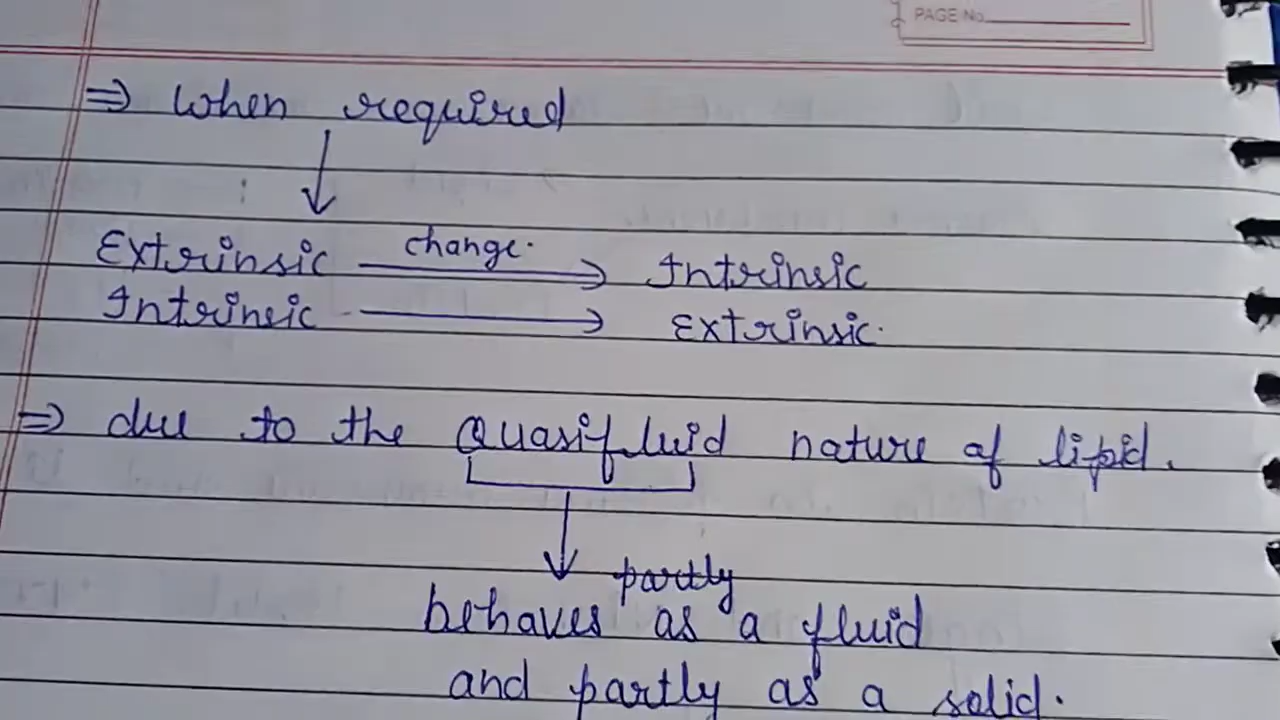 PAGE No.
⇒ When required
↓
Extrinsic change. ⇒ Intrinsic
Intrinsic → Extrinsic.
⇒ due to the Quasifluid nature of lipid.
↓
partly
behaves as a fluid
and partly as a solid.